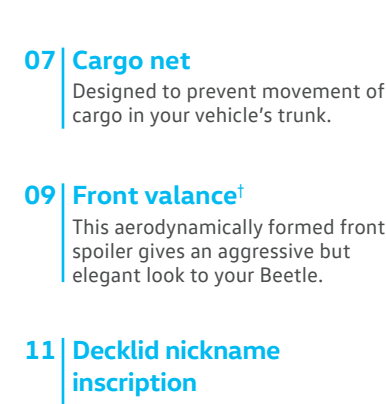 07 Cargo net
Designed to prevent movement of
cargo in your vehicle’s trunk.
09 Front valance†
This aerodynamically formed front
spoiler gives an aggressive but
elegant look to your Beetle.
11 Decklid nickname
inscription